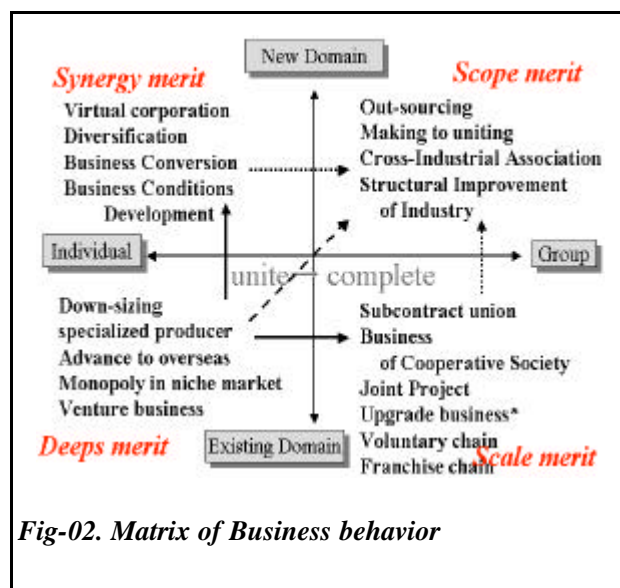 New Domain
Synergy merit
Virtual corporation
Diversification
Business Conversion
Business Conditions
Development
Scope merit
Out-sourcing
Making to uniting
Cross-Industrial Association
Structural Improvement
of Industry
Individual
Group
unite complete
Down-sizing
specialized producer
Advance to overseas
Monopoly in niche market
Venture business
Deeps merit
Subcontract union
Business
of Cooperative Society
Joint Project
Upgrade business*
Voluntary chain
Franchise chain
Scale merit
Existing Domain
Fig-02. Matrix of Business behavior